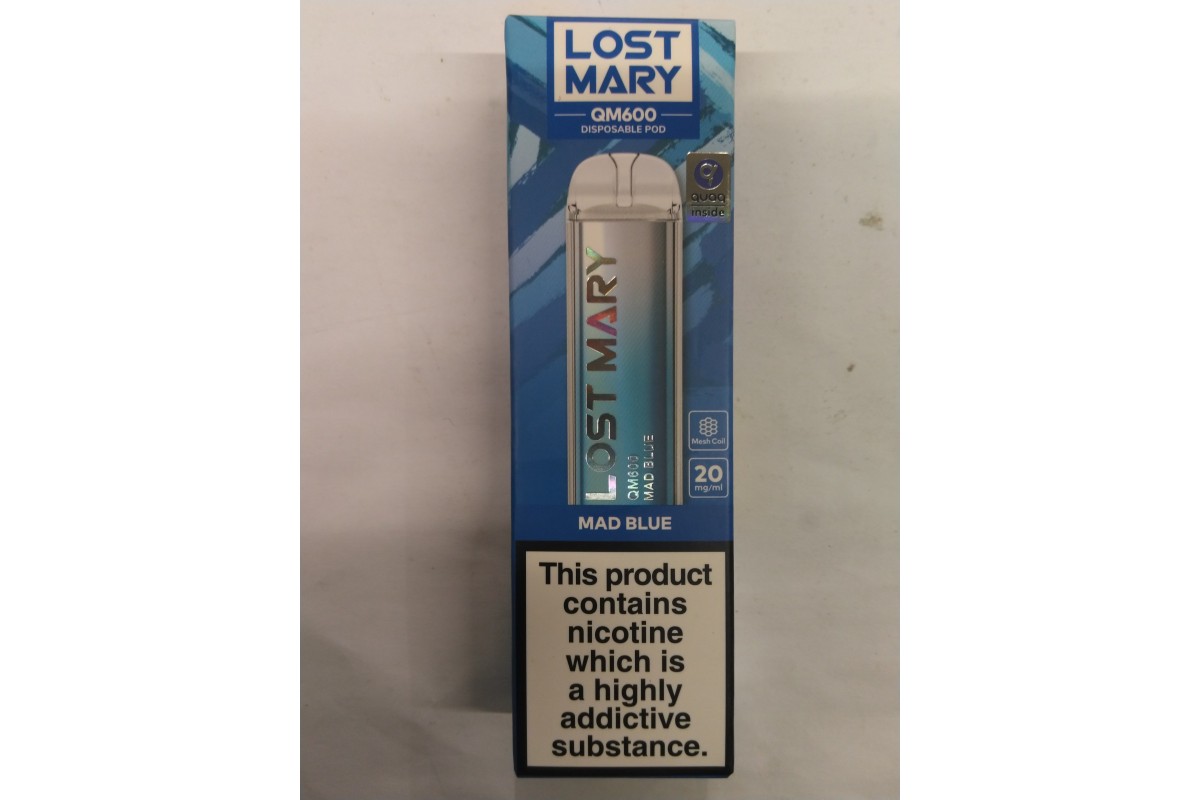 LOST
MARY
QM600
DISPOSABLE POD
quaq
inside
LOST MARY
QM600
MAD BLUE
Mesh Coil
20
mg/ml
MAD BLUE
This product
contains
nicotine
which is
a highly
addictive
substance.